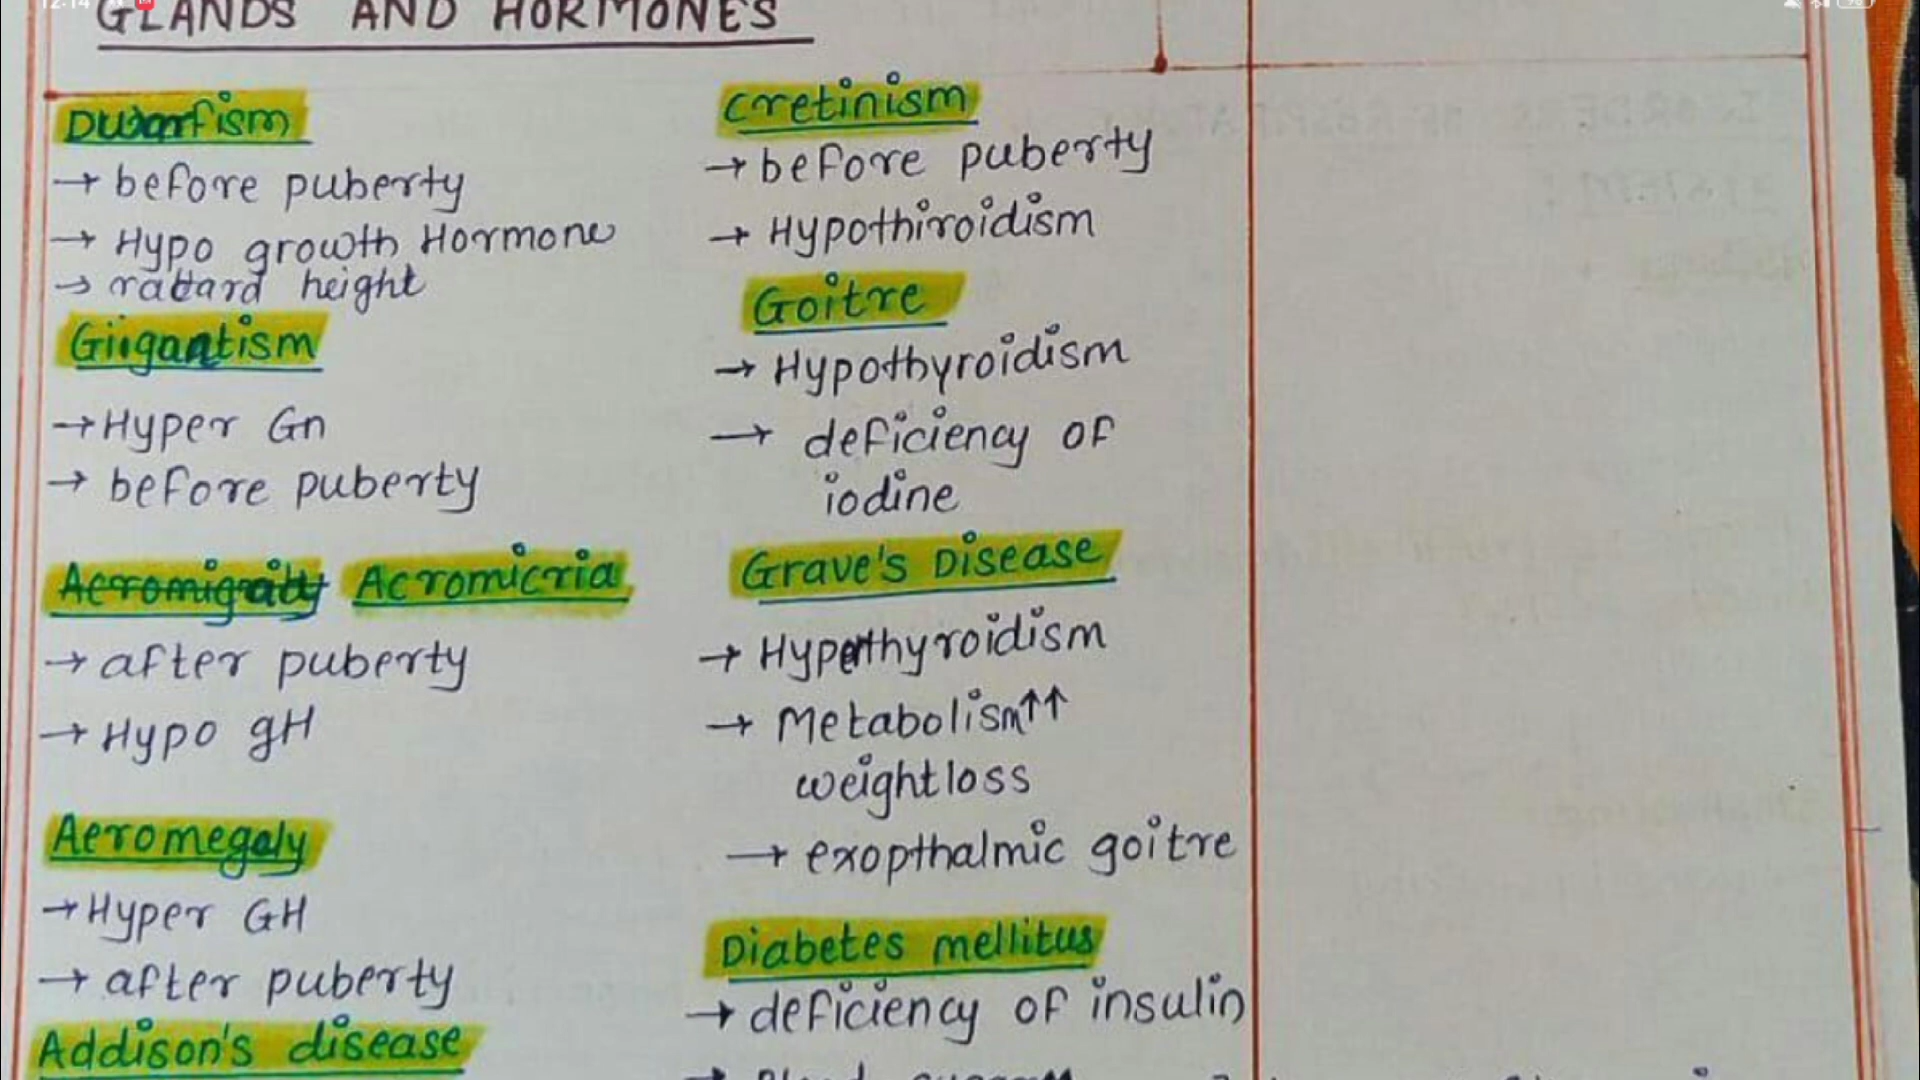 GLANDS AND HORMONES
Dwarfism
→ before puberty
→ Hypo growth Hormone
→ ratard height
Giigantism
→ Hyper Gn
→ before puberty
Acromicria
→ after puberty
→ Hypo gH
Aeromegaly
→ Hyper GH
→ after puberty
Addison's disease
cretinism
→ before puberty
→ Hypothiroidism
Goitre
→ Hypothyroidism
→ deficiency of
iodine
Grave's Disease
→ Hyperthyroidism
→ Metabolism↑↑
weightloss
→ exopthalmic goitre
Diabetes mellitus
→ deficiency of insulin